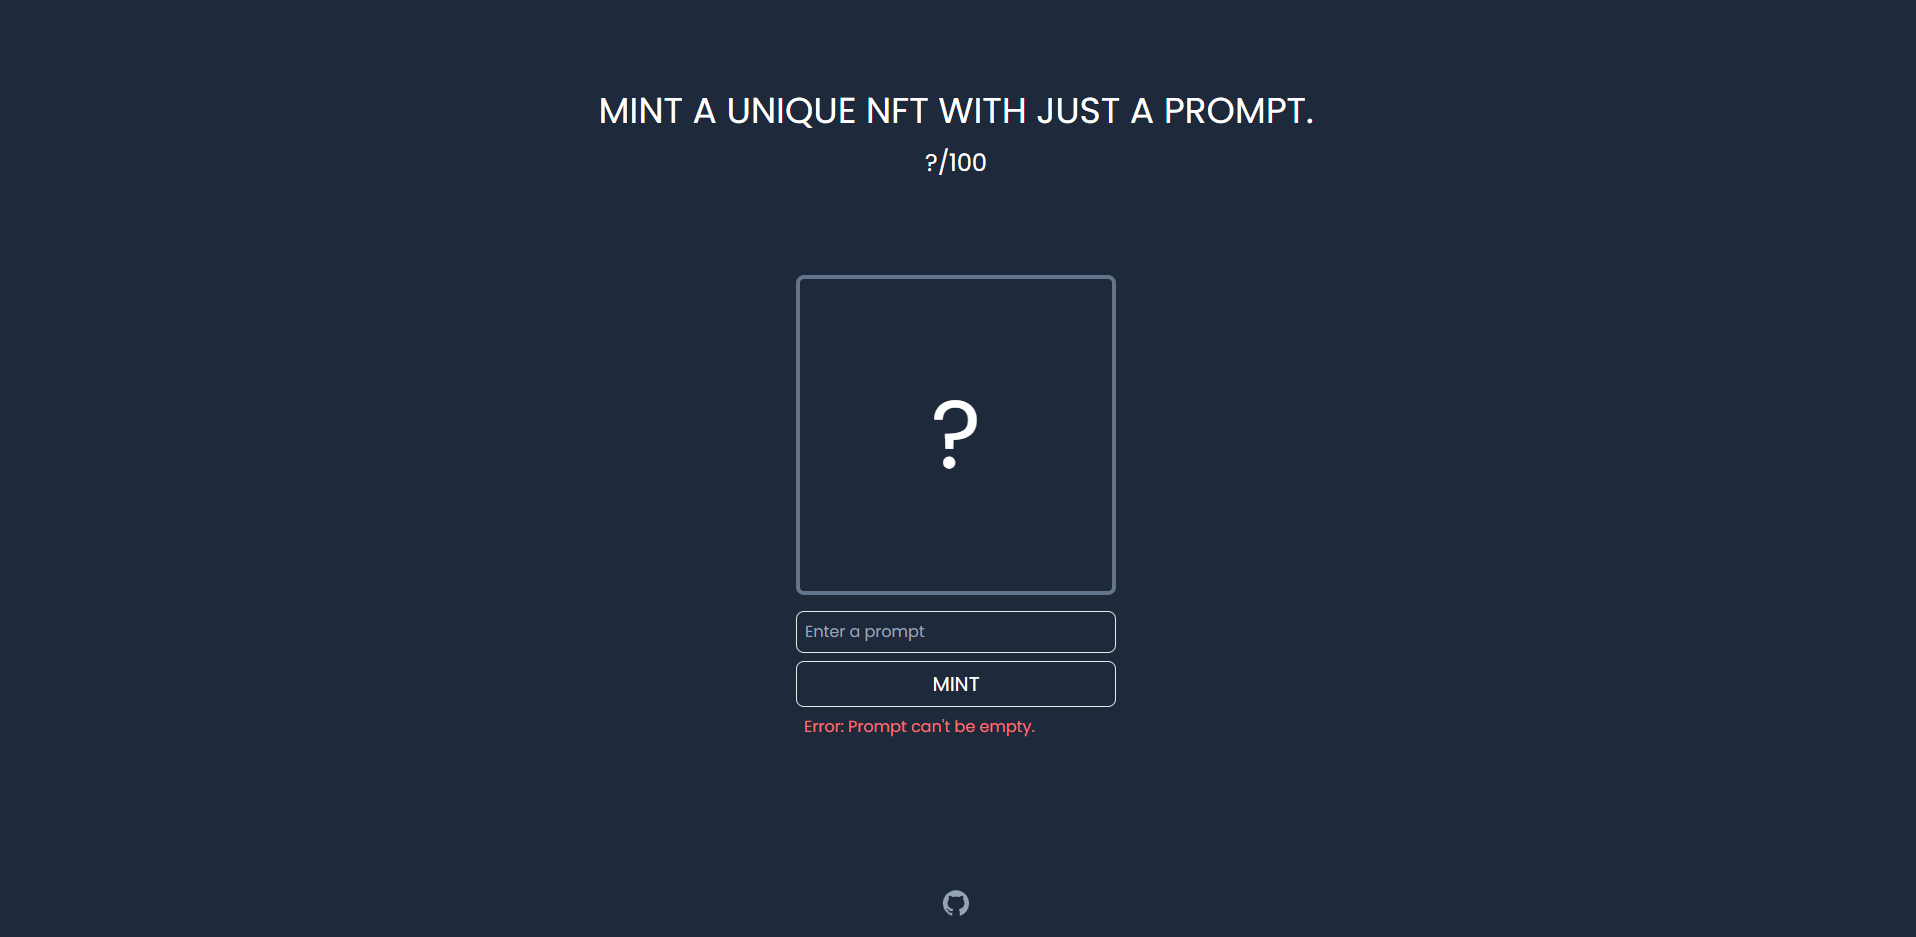 MINT A UNIQUE NFT WITH JUST A PROMPT.
?/100
?
Enter a prompt
MINT
Error: Prompt can't be empty.